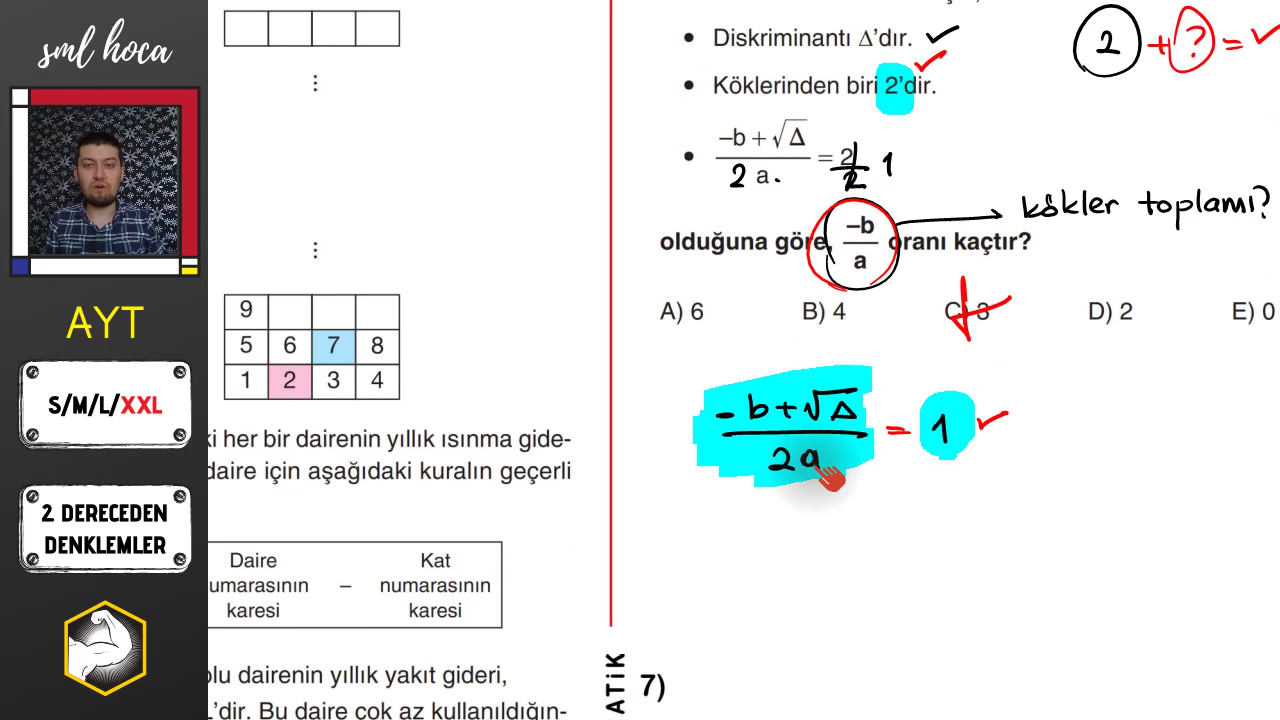 sml hoca
AYT
S/M/L/XXL
2. DERECEDEN
DENKLEMLER
9
5 6 7 8
1 2 3 4
ki her bir dairenin yıllık ısınma gide-
daire için aşağıdaki kuralın geçerli
Daire – Kat
numarasının numarasının
karesi karesi
olu dairenin yıllık yakıt gideri,
L'dir. Bu daire çok az kullanıldığın-
2 + ? =
• Diskriminantı Δ'dır.
• Köklerinden biri 2'dir.
• (–b + √Δ) / (2 a.) = 2/2 1
kökler toplamı?
olduğuna göre, –b/a oranı kaçtır?
A) 6 B) 4 C) 3 D) 2 E) 0
(-b+√Δ) / 2a = 1
ATİK
7)